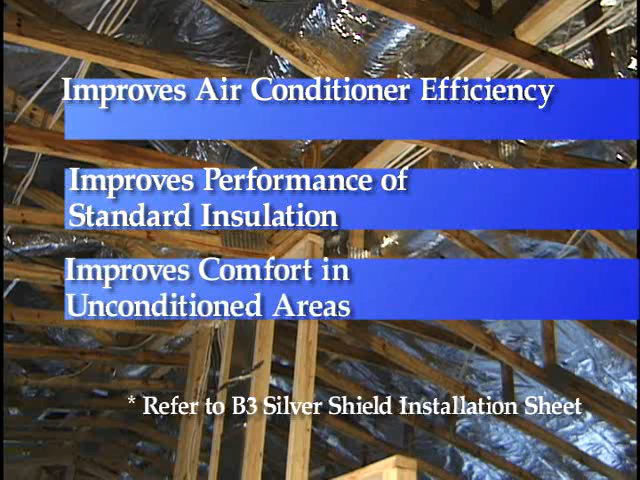 Improves Air Conditioner Efficiency
Improves Performance of
Standard Insulation
Improves Comfort in
Unconditioned Areas
* Refer to B3 Silver Shield Installation Sheet